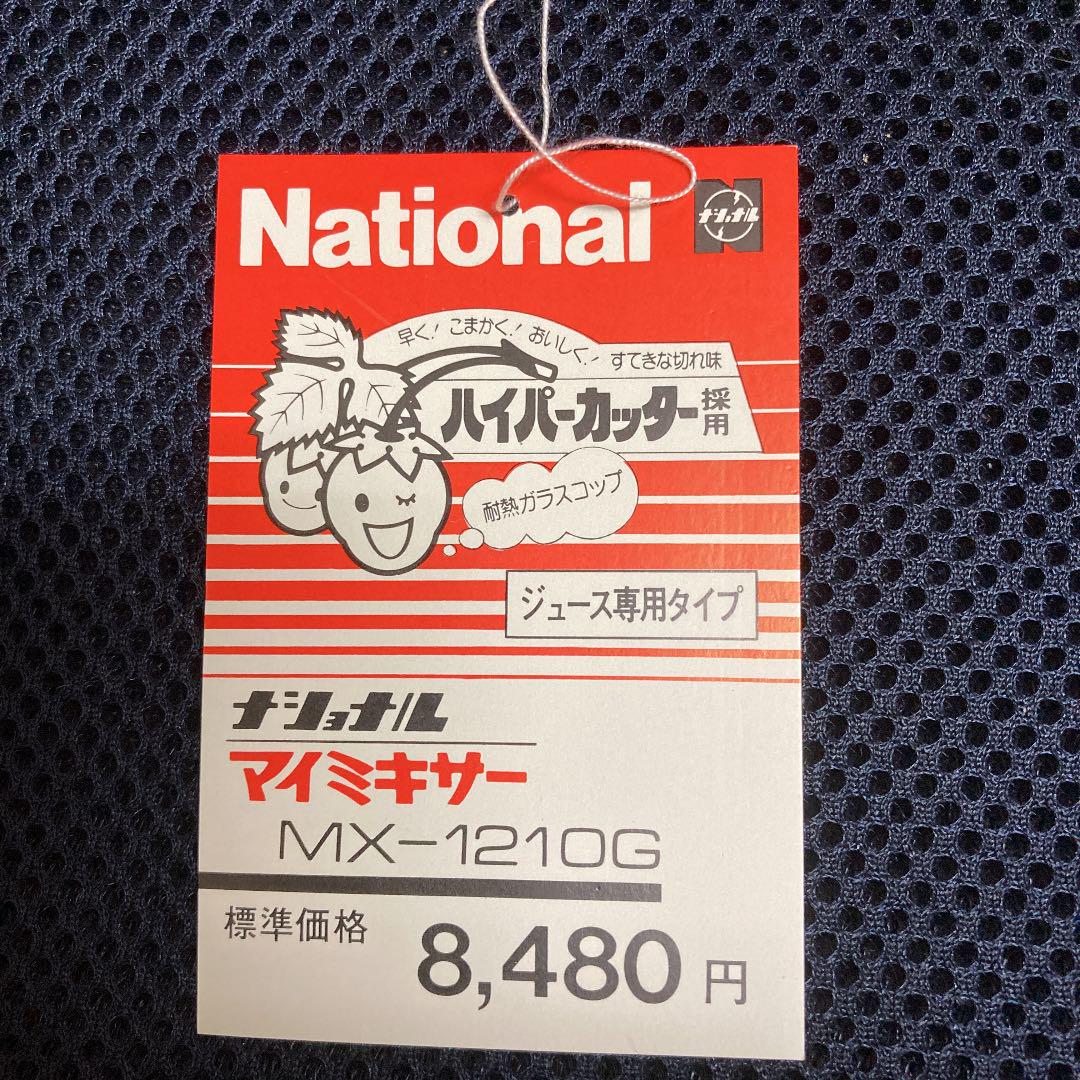 National
ナショナル
早く!こまかく!おいしく!すてきな切れ味
ハイパーカッター採用
耐熱ガラスコップ
ジュース専用タイプ
ナショナル
マイミキサー
MX-1210G
標準価格 8,480円